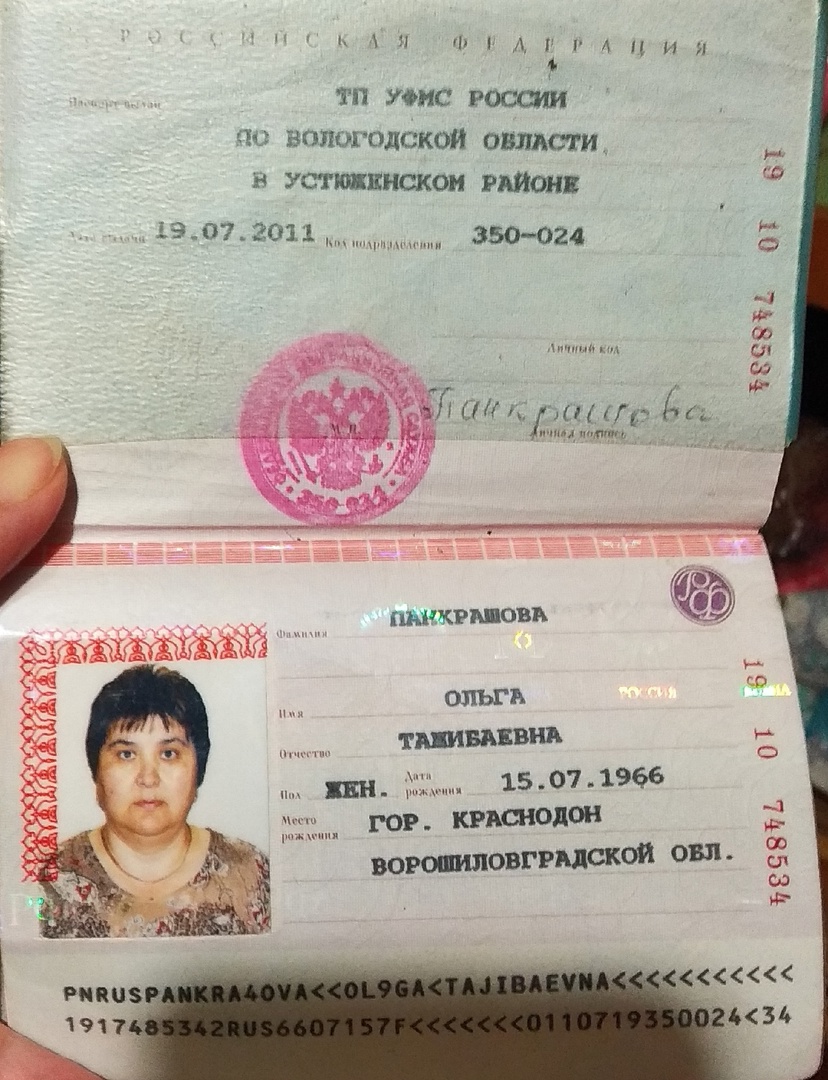 РОССИЙСКАЯ ФЕДЕРАЦИЯ
Паспорт выдан ТП УФМС РОССИИ
ПО ВОЛОГОДСКОЙ ОБЛАСТИ
В УСТЮЖЕНСКОМ РАЙОНЕ
Дата выдачи 19.07.2011 Код подразделения 350-024
19 10 748534
Личный код
Панкрашова
М.П.
Личная подпись
ПАНКРАШОВА
Фамилия
ОЛЬГА
Имя
РОССИЯ
Отчество ТАЖИБАЕВНА
Пол ЖЕН. Дата рождения 15.07.1966
Место рождения ГОР. КРАСНОДОН
ВОРОШИЛОВГРАДСКОЙ ОБЛ.
19 10 748534
PNRUSPANKRA4OVA<<OL9GA<TAJIBAEVNA<<<<<<<<<<<
1917485342RUS6607157F<<<<<<<0110719350024<34